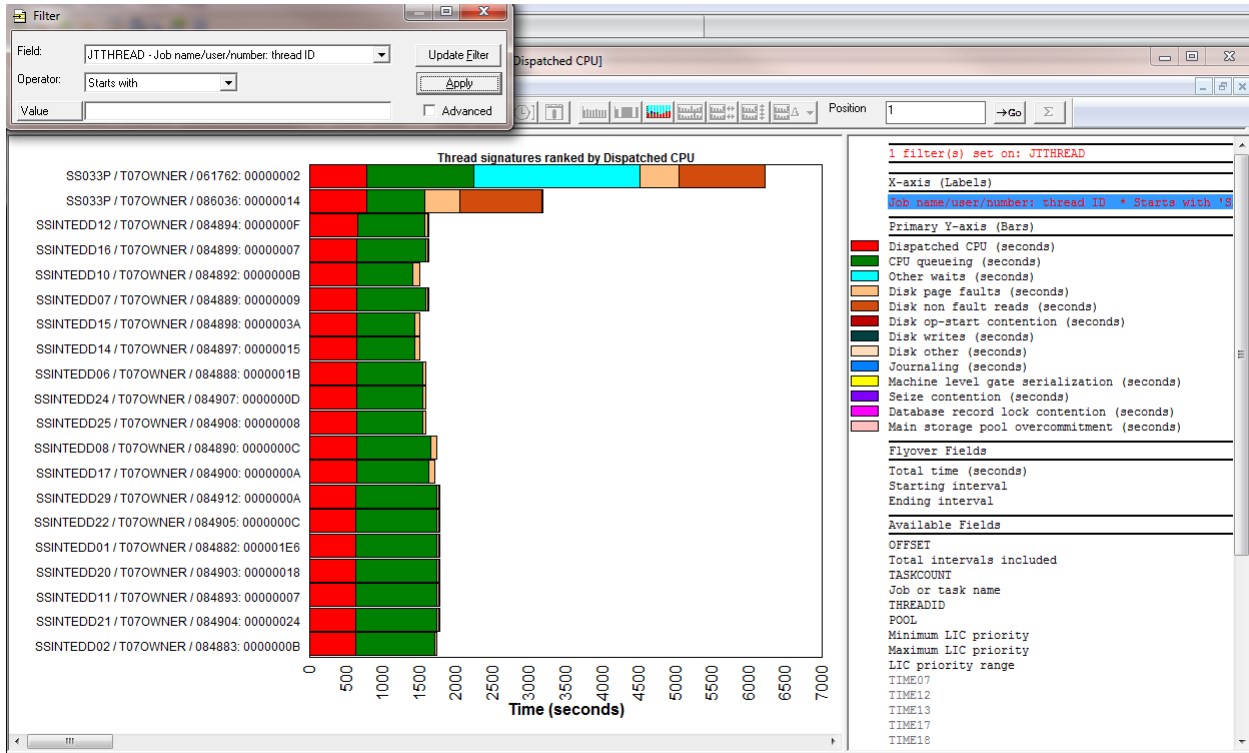 Filter
Field:
JTTHREAD - Job name/user/number: thread ID
Update Filter
Operator:
Starts with
Apply
Value
Advanced
Dispatched CPU]
Position
1
→Go
Σ
Thread signatures ranked by Dispatched CPU
SS033P / T07OWNER / 061762: 00000002
SS033P / T07OWNER / 086036: 00000014
SSINTEDD12 / T07OWNER / 084894: 0000000F
SSINTEDD16 / T07OWNER / 084899: 00000007
SSINTEDD10 / T07OWNER / 084892: 0000000B
SSINTEDD07 / T07OWNER / 084889: 00000009
SSINTEDD15 / T07OWNER / 084898: 0000003A
SSINTEDD14 / T07OWNER / 084897: 00000015
SSINTEDD06 / T07OWNER / 084888: 0000001B
SSINTEDD24 / T07OWNER / 084907: 0000000D
SSINTEDD25 / T07OWNER / 084908: 00000008
SSINTEDD08 / T07OWNER / 084890: 0000000C
SSINTEDD17 / T07OWNER / 084900: 0000000A
SSINTEDD29 / T07OWNER / 084912: 0000000A
SSINTEDD22 / T07OWNER / 084905: 0000000C
SSINTEDD01 / T07OWNER / 084882: 000001E6
SSINTEDD20 / T07OWNER / 084903: 00000018
SSINTEDD11 / T07OWNER / 084893: 00000007
SSINTEDD21 / T07OWNER / 084904: 00000024
SSINTEDD02 / T07OWNER / 084883: 0000000B
0 500 1000 1500 2000 2500 3000 3500 4000 4500 5000 5500 6000 6500 7000
Time (seconds)
1 filter(s) set on: JTTHREAD
X-axis (Labels)
Job name/user/number: thread ID * Starts with 'S
Primary Y-axis (Bars)
Dispatched CPU (seconds)
CPU queueing (seconds)
Other waits (seconds)
Disk page faults (seconds)
Disk non fault reads (seconds)
Disk op-start contention (seconds)
Disk writes (seconds)
Disk other (seconds)
Journaling (seconds)
Machine level gate serialization (seconds)
Seize contention (seconds)
Database record lock contention (seconds)
Main storage pool overcommitment (seconds)
Flyover Fields
Total time (seconds)
Starting interval
Ending interval
Available Fields
OFFSET
Total intervals included
TASKCOUNT
Job or task name
THREADID
POOL
Minimum LIC priority
Maximum LIC priority
LIC priority range
TIME07
TIME12
TIME13
TIME17
TIME18